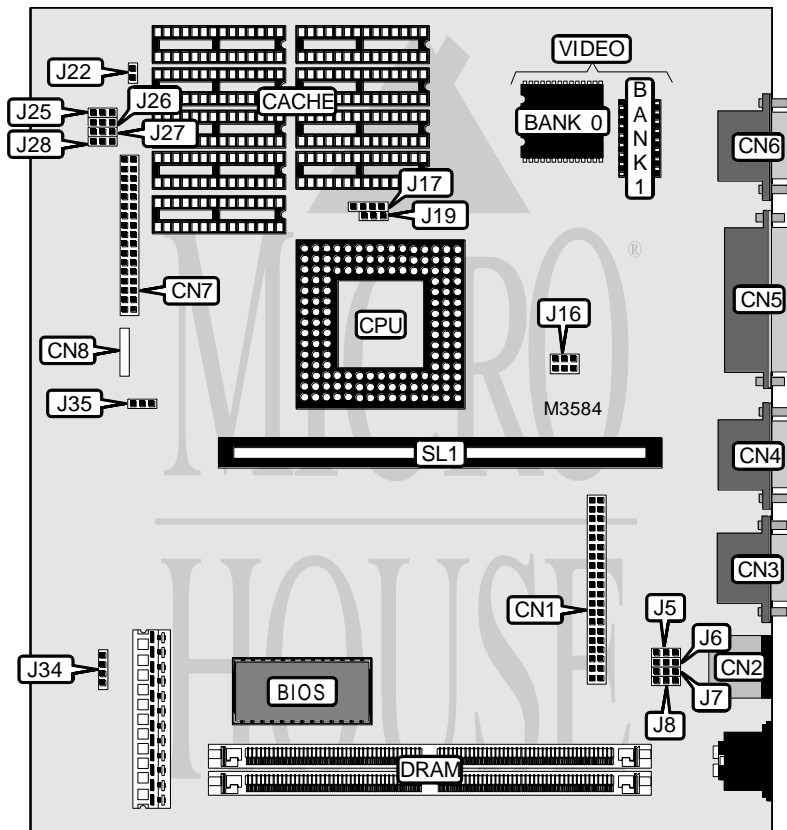 VIDEO
J22
J25
J26
CACHE
BANK 0
BANK1
J27
J28
CN6
J17
J19
MICRO
®
CN7
CPU
CN5
J16
CN8
J35
M3584
SL1
CN4
HOUSE
CN3
CN1
J5
J6
J34
CN2
BIOS
J7
J8
DRAM